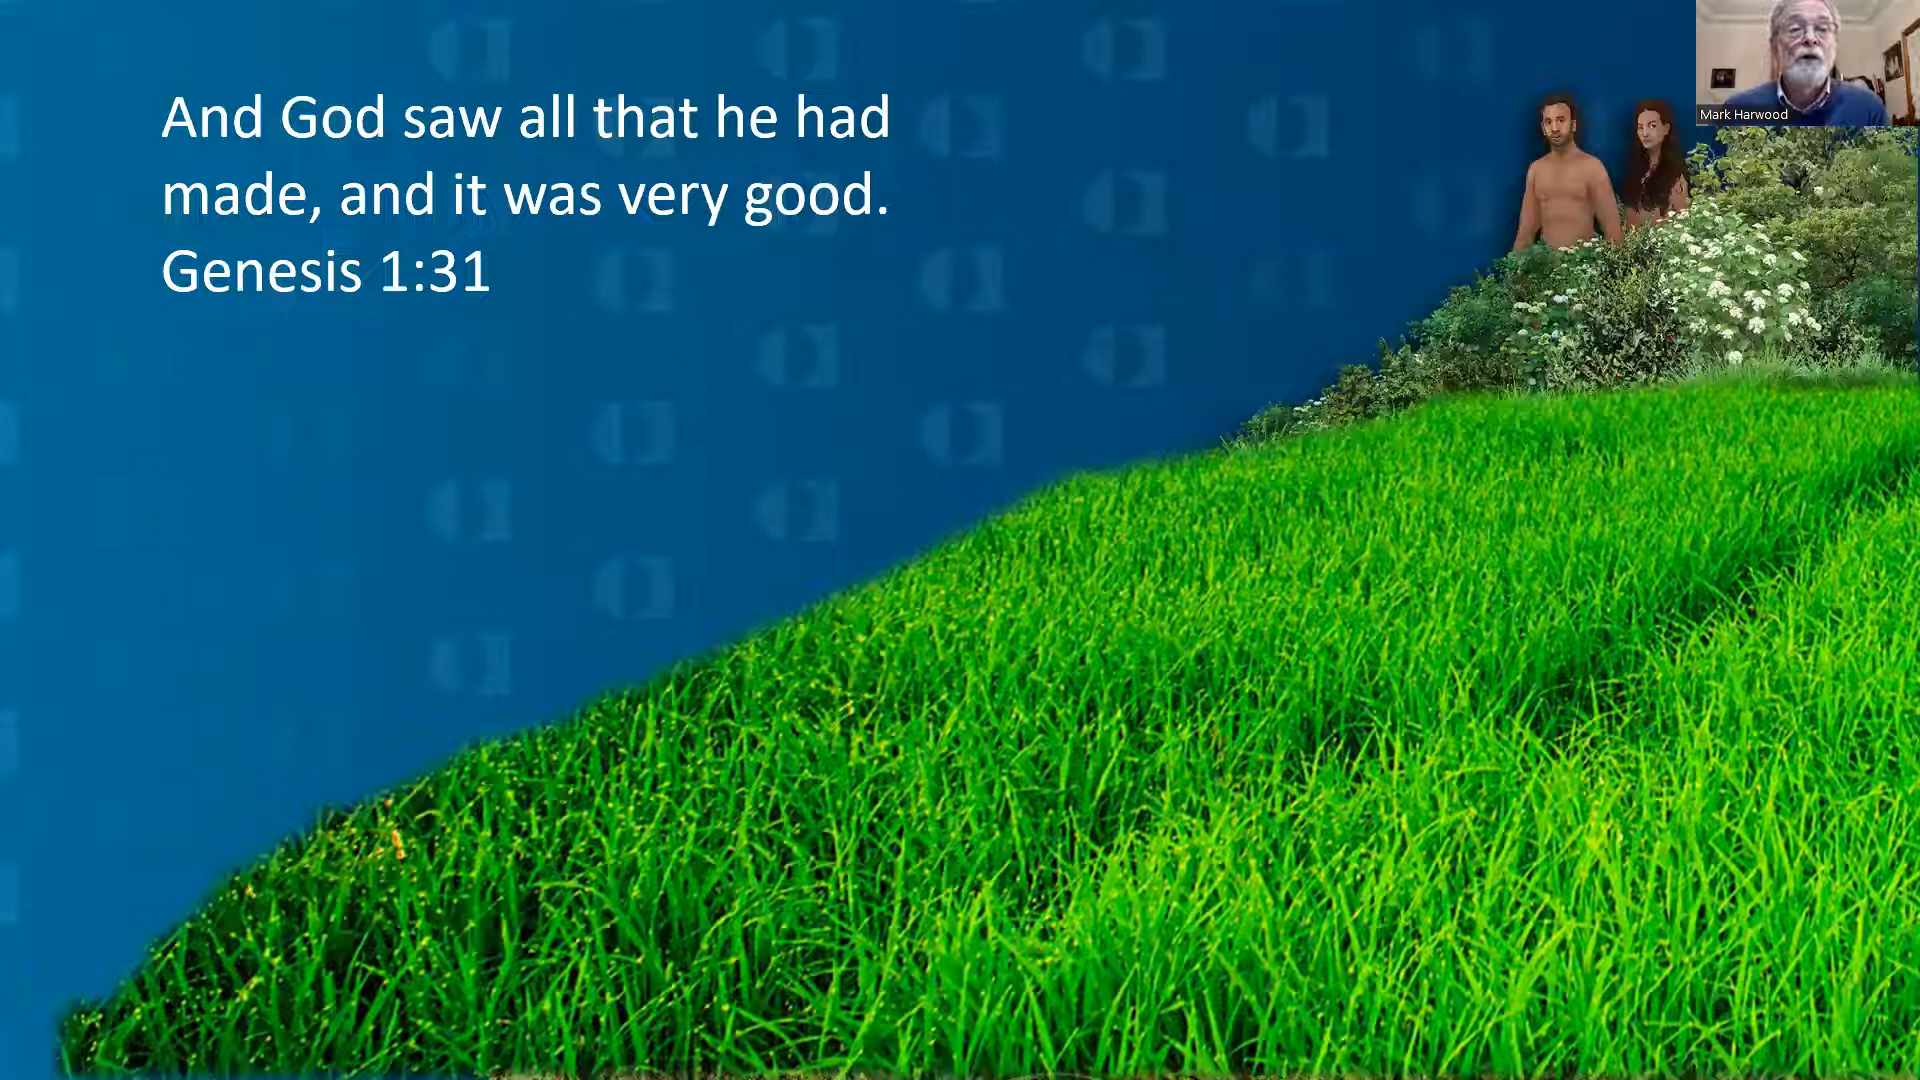 And God saw all that he had
made, and it was very good.
Genesis 1:31
Mark Harwood